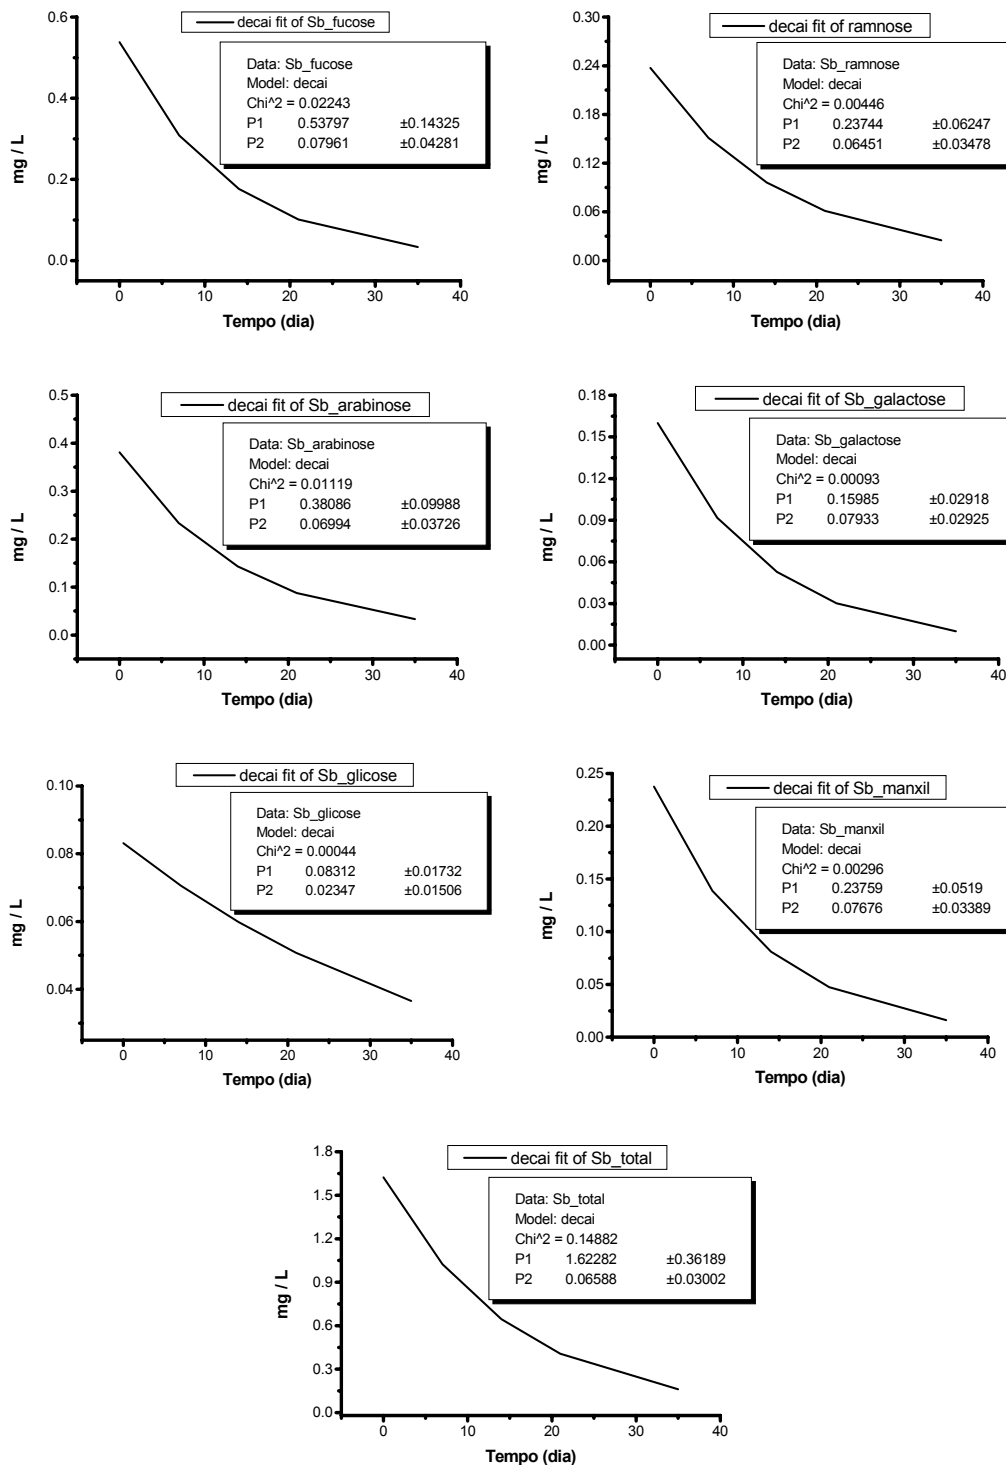 decai fit of Sb_fucose
Data: Sb_fucose
Model: decai
Chi^2 = 0.02243
P1 0.53797 ±0.14325
P2 0.07961 ±0.04281
0.6
0.4
0.2
0.0
mg / L
0 10 20 30 40
Tempo (dia)
decai fit of ramnose
Data: Sb_ramnose
Model: decai
Chi^2 = 0.00446
P1 0.23744 ±0.06247
P2 0.06451 ±0.03478
0.30
0.24
0.18
0.12
0.06
0.00
mg / L
0 10 20 30 40
Tempo (dia)
decai fit of Sb_arabinose
Data: Sb_arabinose
Model: decai
Chi^2 = 0.01119
P1 0.38086 ±0.09988
P2 0.06994 ±0.03726
0.5
0.4
0.3
0.2
0.1
0.0
mg / L
0 10 20 30 40
Tempo (dia)
decai fit of Sb_galactose
Data: Sb_galactose
Model: decai
Chi^2 = 0.00093
P1 0.15985 ±0.02918
P2 0.07933 ±0.02925
0.18
0.15
0.12
0.09
0.06
0.03
0.00
mg / L
0 10 20 30 40
Tempo (dia)
decai fit of Sb_glicose
Data: Sb_glicose
Model: decai
Chi^2 = 0.00044
P1 0.08312 ±0.01732
P2 0.02347 ±0.01506
0.10
0.08
0.06
0.04
mg / L
0 10 20 30 40
Tempo (dia)
decai fit of Sb_manxil
Data: Sb_manxil
Model: decai
Chi^2 = 0.00296
P1 0.23759 ±0.0519
P2 0.07676 ±0.03389
0.25
0.20
0.15
0.10
0.05
0.00
mg / L
0 10 20 30 40
Tempo (dia)
decai fit of Sb_total
Data: Sb_total
Model: decai
Chi^2 = 0.14882
P1 1.62282 ±0.36189
P2 0.06588 ±0.03002
1.8
1.5
1.2
0.9
0.6
0.3
0.0
mg / L
0 10 20 30 40
Tempo (dia)